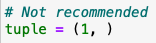 # Not recommended
tuple = (1, )